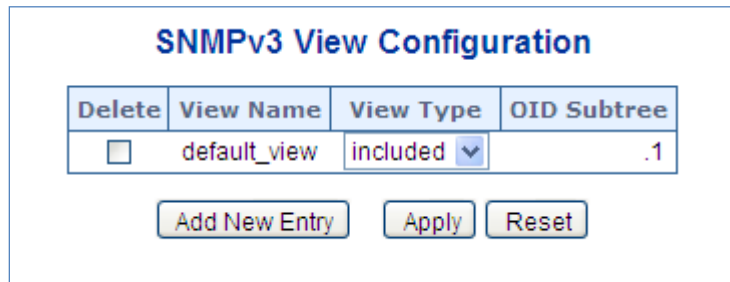 SNMPv3 View Configuration
Delete View Name View Type OID Subtree
default_view included .1
Add New Entry Apply Reset